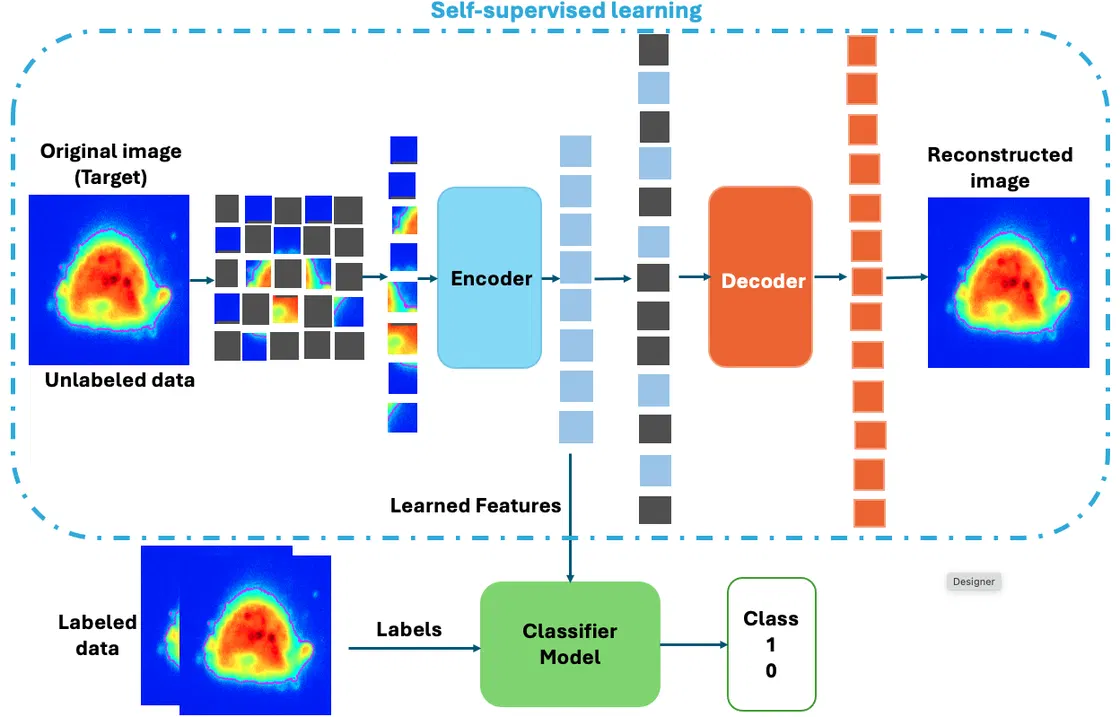 Self-supervised learning
Original image
(Target)
Unlabeled data
Encoder
Decoder
Reconstructed
image
Learned Features
Labeled
data
Labels
Classifier
Model
Class
1
0
Designer